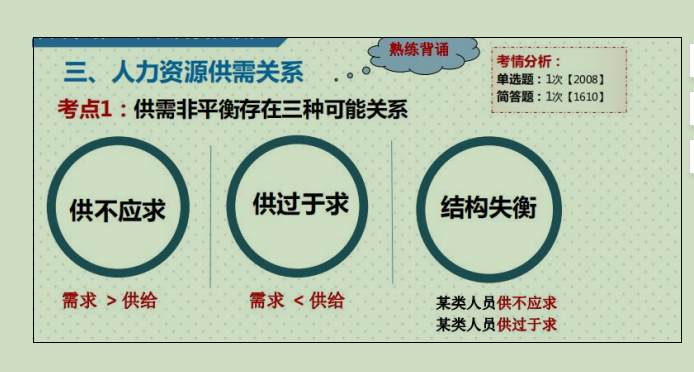 熟练背诵
三、人力资源供需关系
考情分析：
单选题：1次【2008】
简答题：1次【1610】
考点1：供需非平衡存在三种可能关系
供不应求
供过于求
结构失衡
需求 > 供给
需求 < 供给
某类人员供不应求
某类人员供过于求